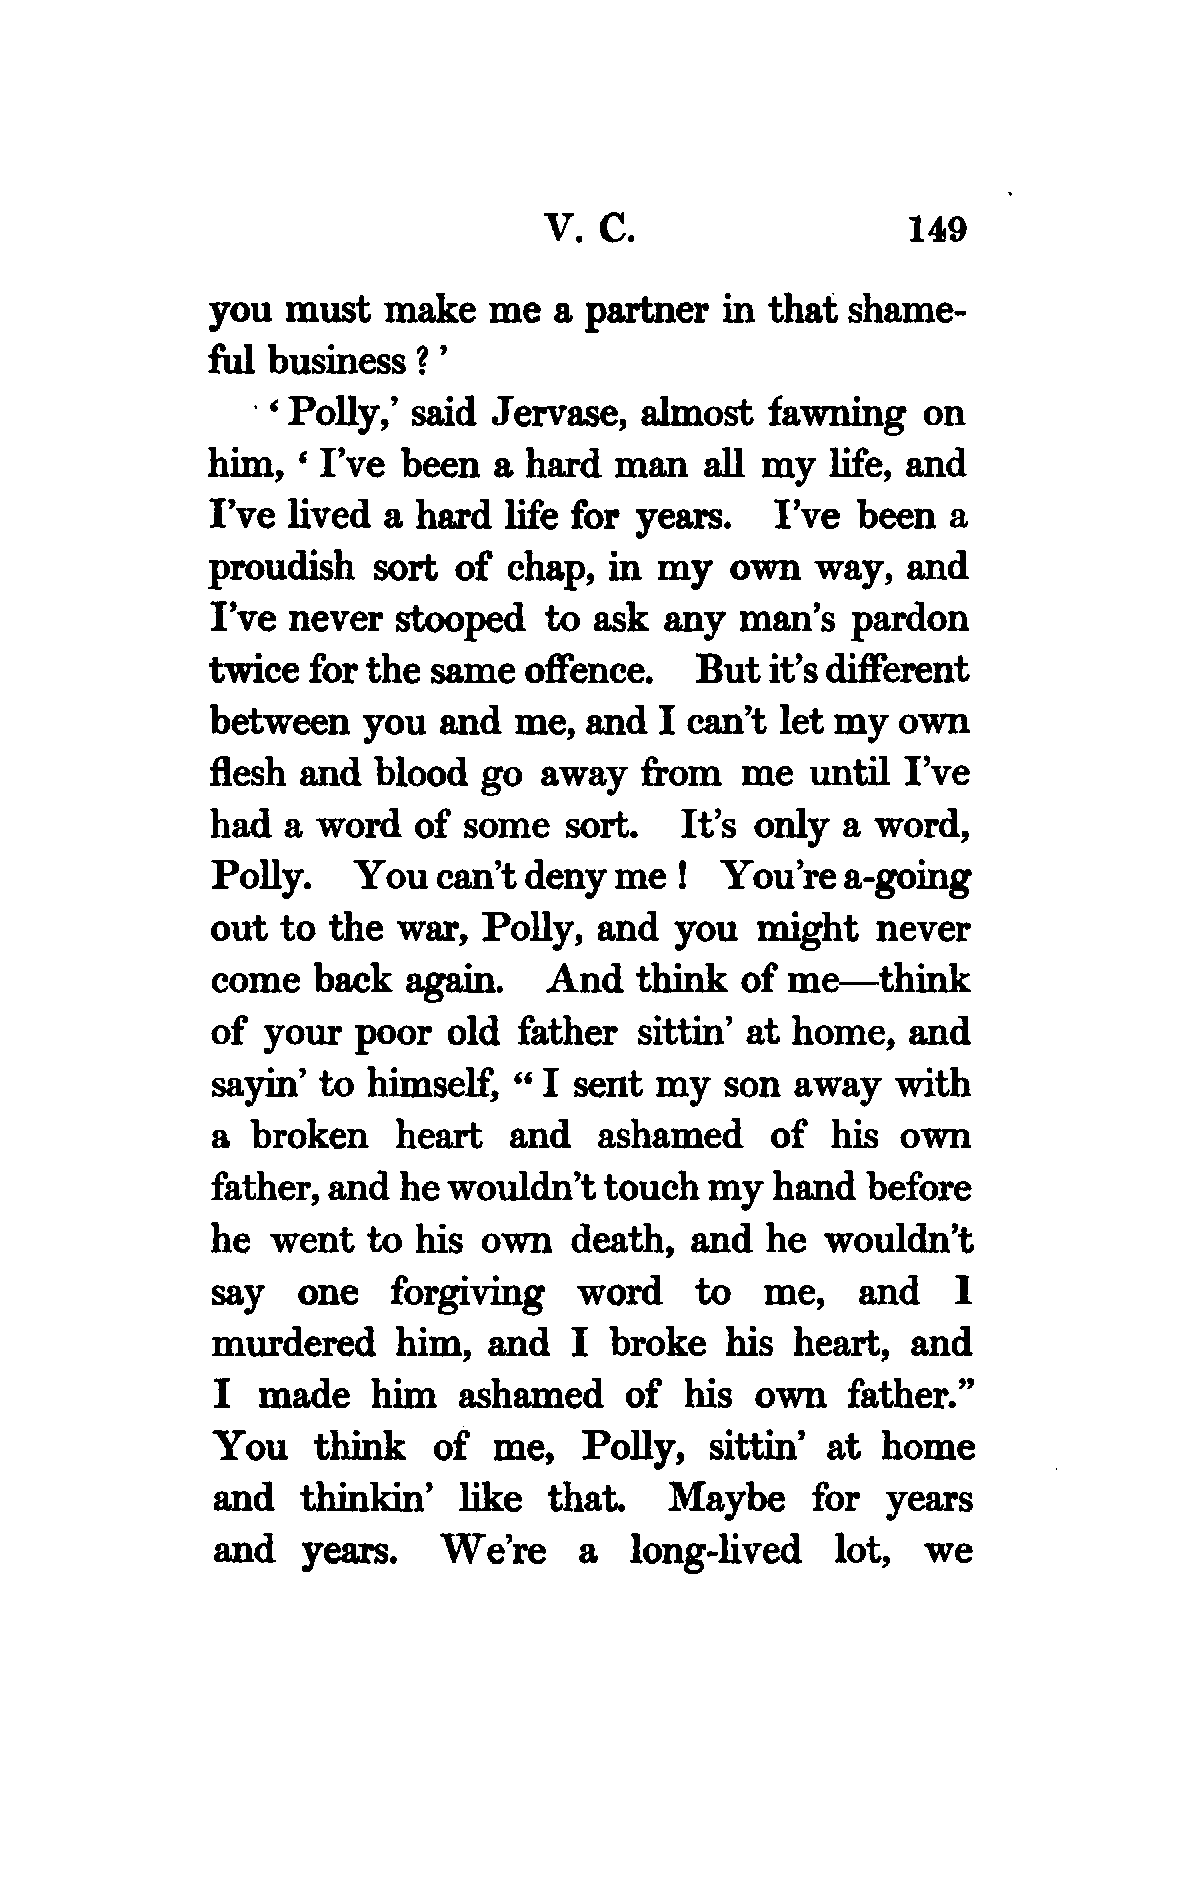 V. C. 149
you must make me a partner in that shame-
ful business ? ’
‘ Polly,’ said Jervase, almost fawning on
him, ‘ I’ve been a hard man all my life, and
I’ve lived a hard life for years. I’ve been a
proudish sort of chap, in my own way, and
I’ve never stooped to ask any man’s pardon
twice for the same offence. But it’s different
between you and me, and I can’t let my own
flesh and blood go away from me until I’ve
had a word of some sort. It’s only a word,
Polly. You can’t deny me ! You’re a-going
out to the war, Polly, and you might never
come back again. And think of me—think
of your poor old father sittin’ at home, and
sayin’ to himself, “ I sent my son away with
a broken heart and ashamed of his own
father, and he wouldn’t touch my hand before
he went to his own death, and he wouldn’t
say one forgiving word to me, and I
murdered him, and I broke his heart, and
I made him ashamed of his own father.”
You think of me, Polly, sittin’ at home
and thinkin’ like that. Maybe for years
and years. We’re a long-lived lot, we